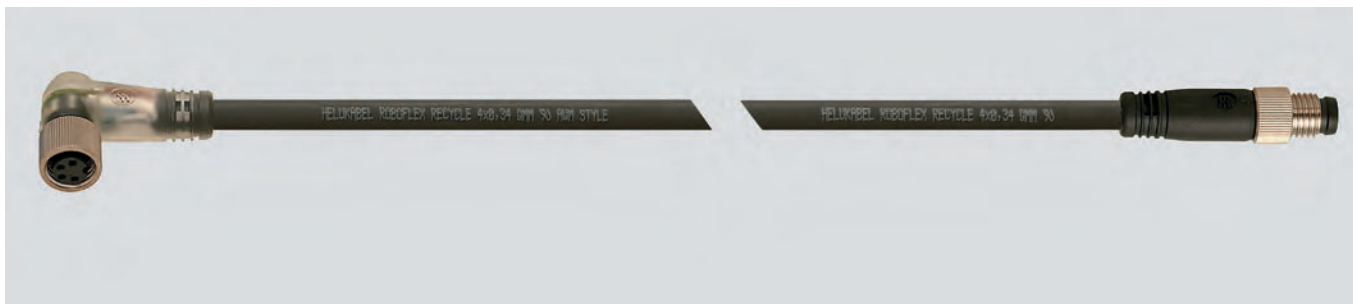 HELUKABEL ROBOFLEX RECYCLE 4x0,34 QMM 90 AWM STYLE
HELUKABEL ROBOFLEX RECYCLE 4x0,34 QMM 90